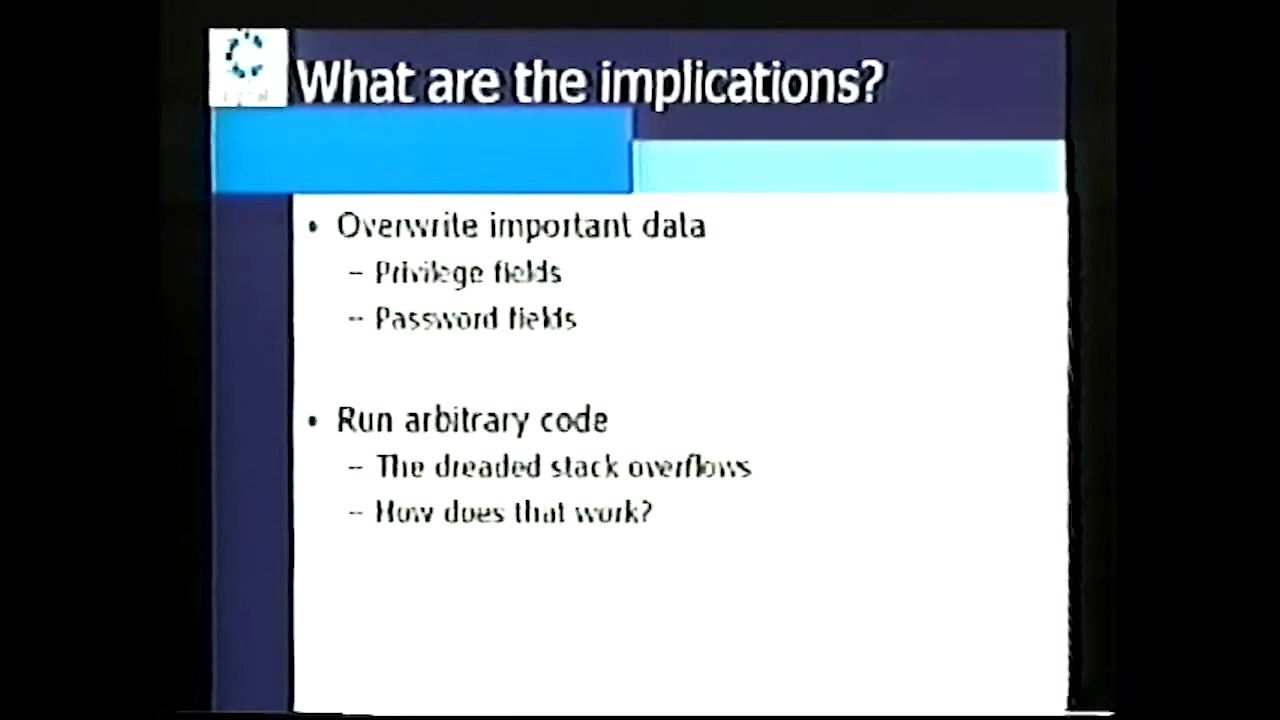 What are the implications?
• Overwrite important data
– Privilege fields
– Password fields
• Run arbitrary code
– The dreaded stack overflows
– How does that work?